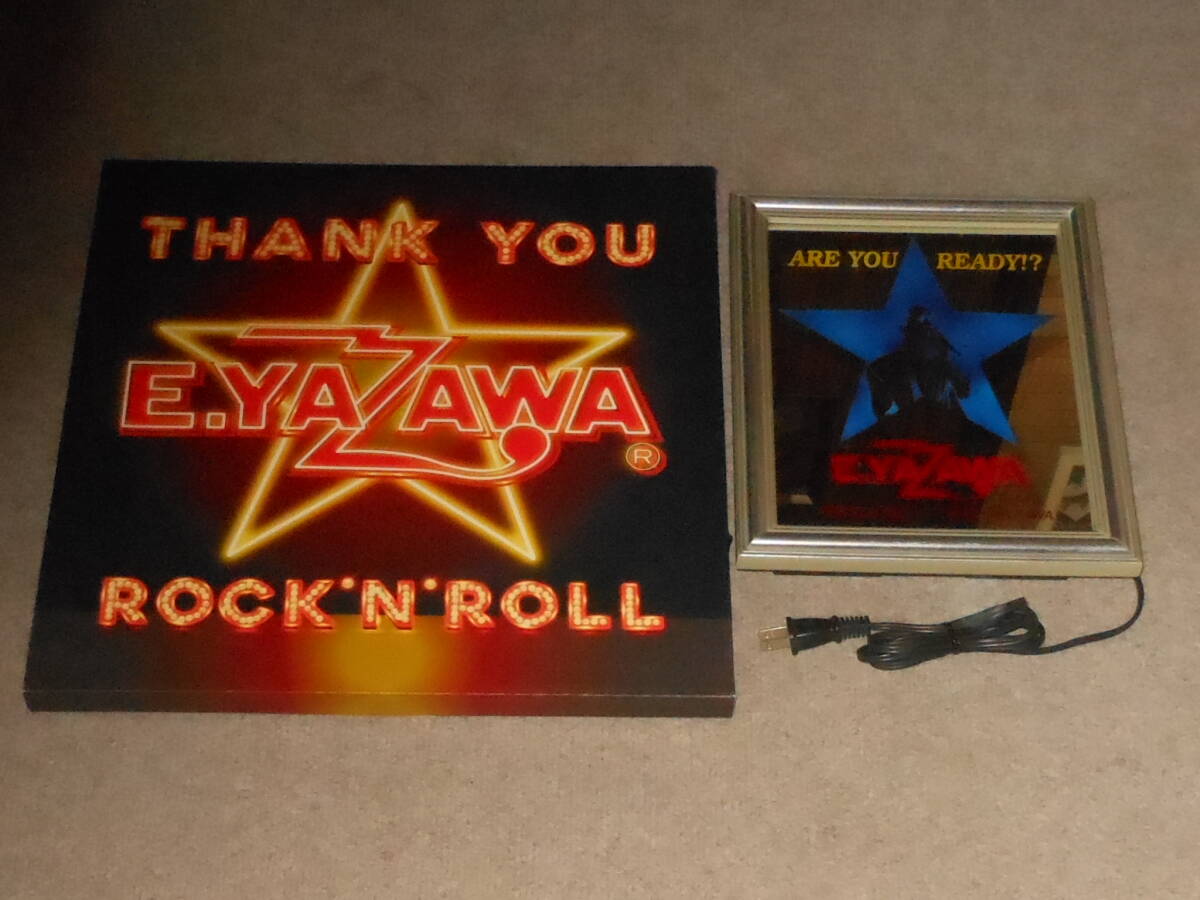 THANK YOU
E.YAZAWA
®
ROCK'N'ROLL
ARE YOU READY!?
E.YAZAWA